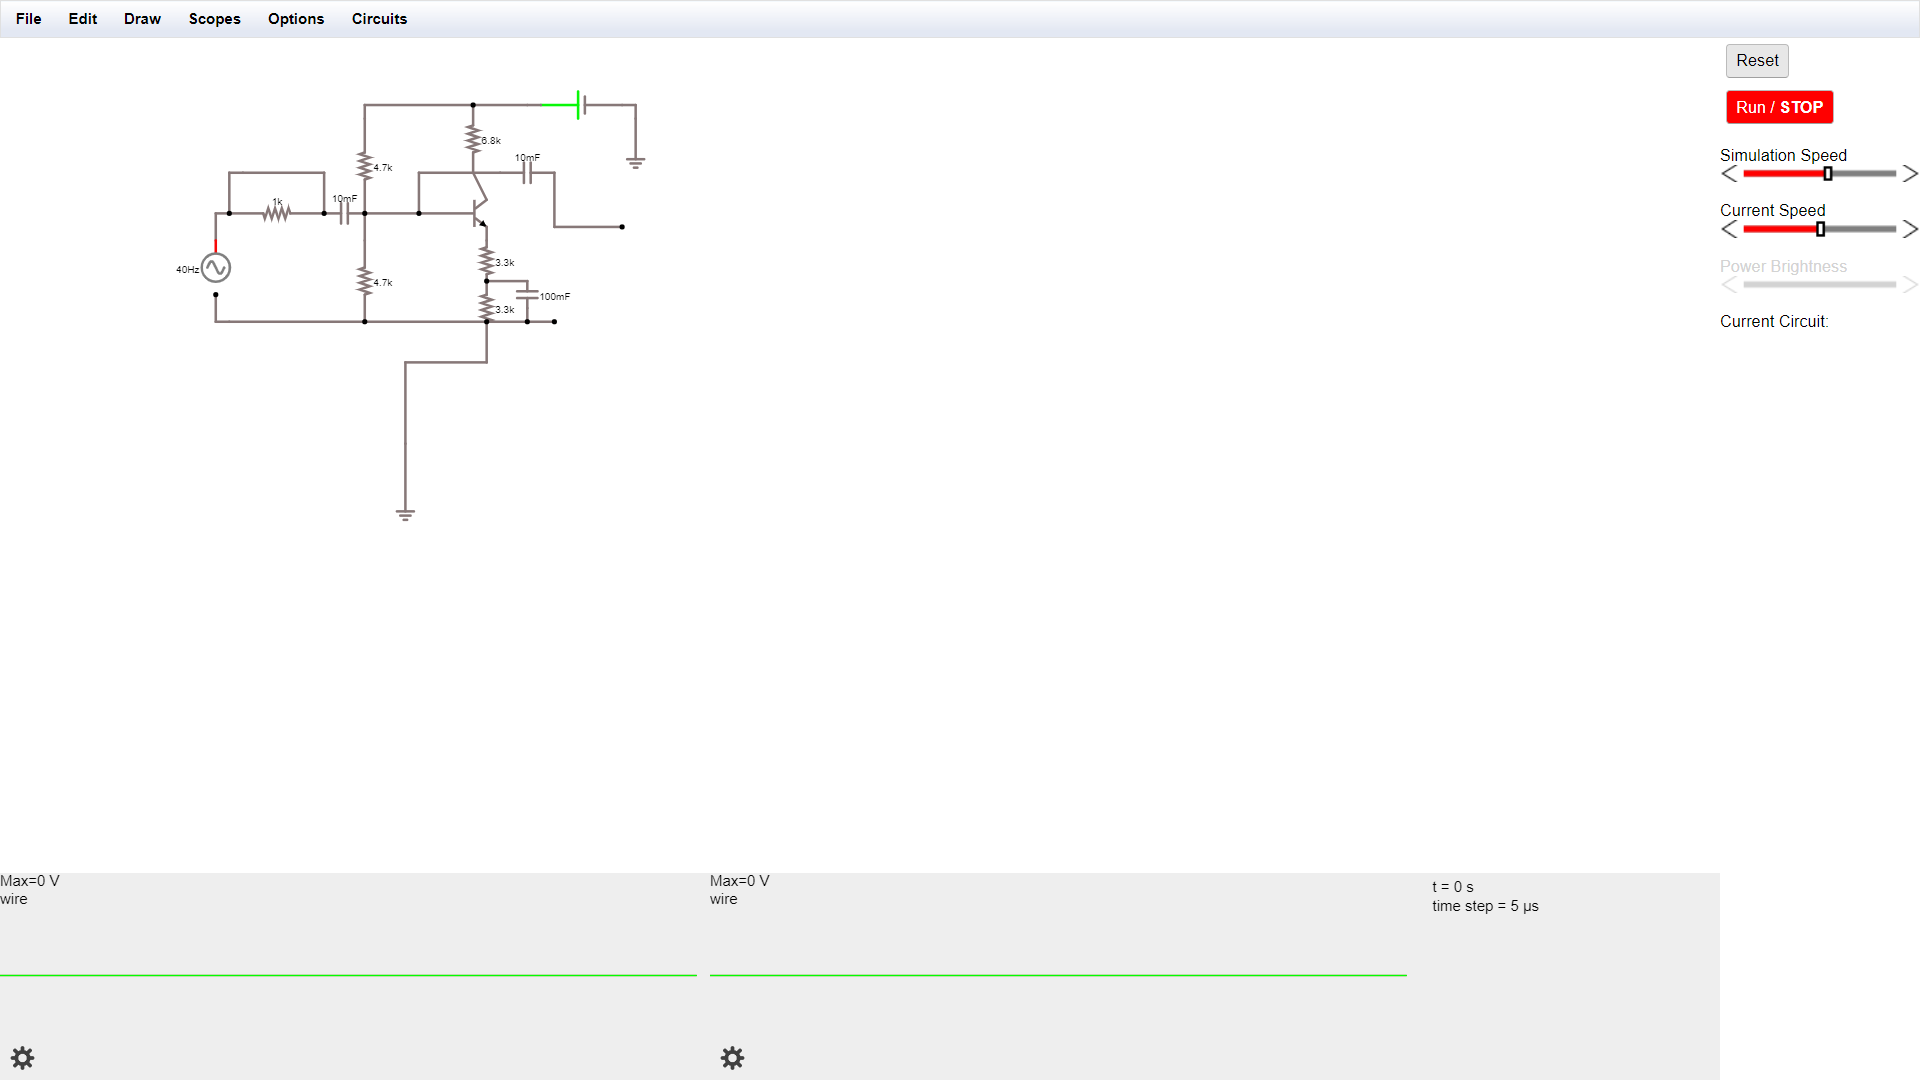 File Edit Draw Scopes Options Circuits
Reset
Run / STOP
Simulation Speed
Current Speed
Power Brightness
Current Circuit:
6.8k
10mF
4.7k
1k
10mF
40Hz
3.3k
4.7k
100mF
3.3k
Max=0 V
wire
Max=0 V
wire
t = 0 s
time step = 5 µs